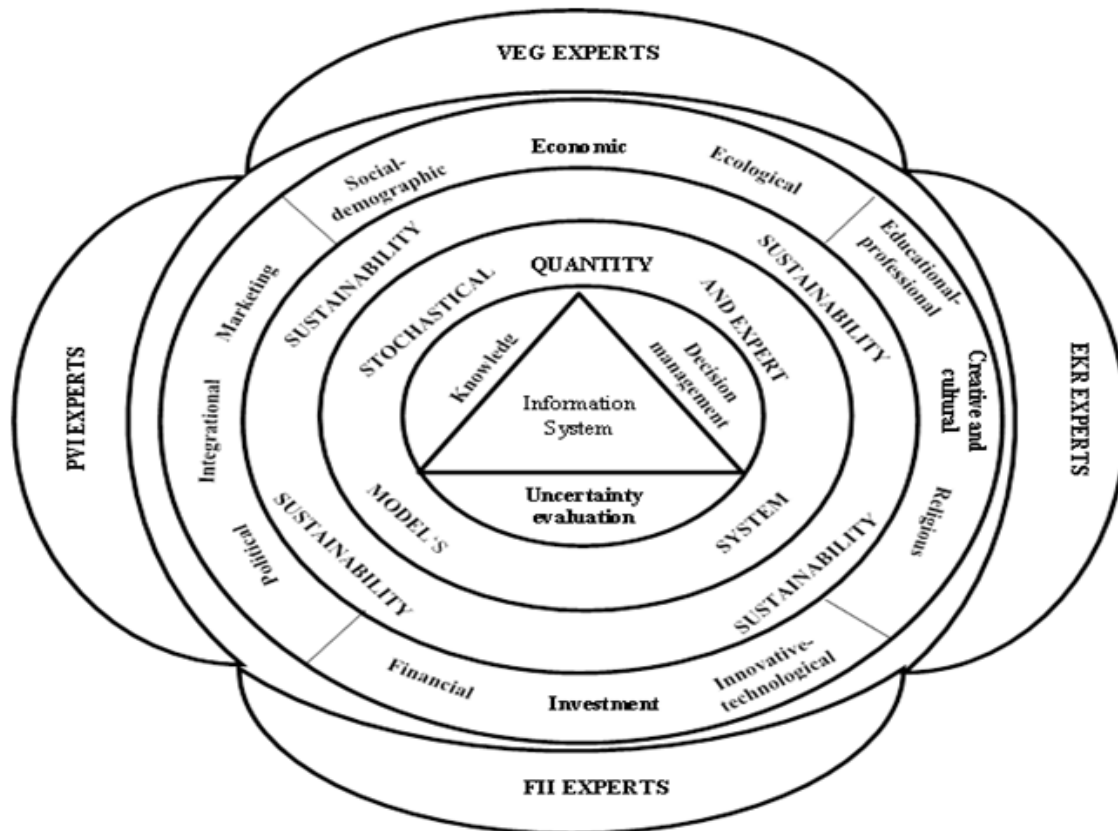 VEG EXPERTS
Economic
Social-
demographic
Ecological
Educational-
professional
SUSTAINABILITY
SUSTAINABILITY
QUANTITY
STOCHASTICAL
AND EXPERT
Marketing
Knowledg
Decision
management
Information
System
Creative and
cultural
PVI EXPERTS
EKR EXPERTS
Integrational
Uncertainty
evaluation
MODEL'S
SYSTEM
Religious
Political
SUSTAINABILITY
SUSTAINABILITY
Financial
Investment
Innovative-
technological
FII EXPERTS